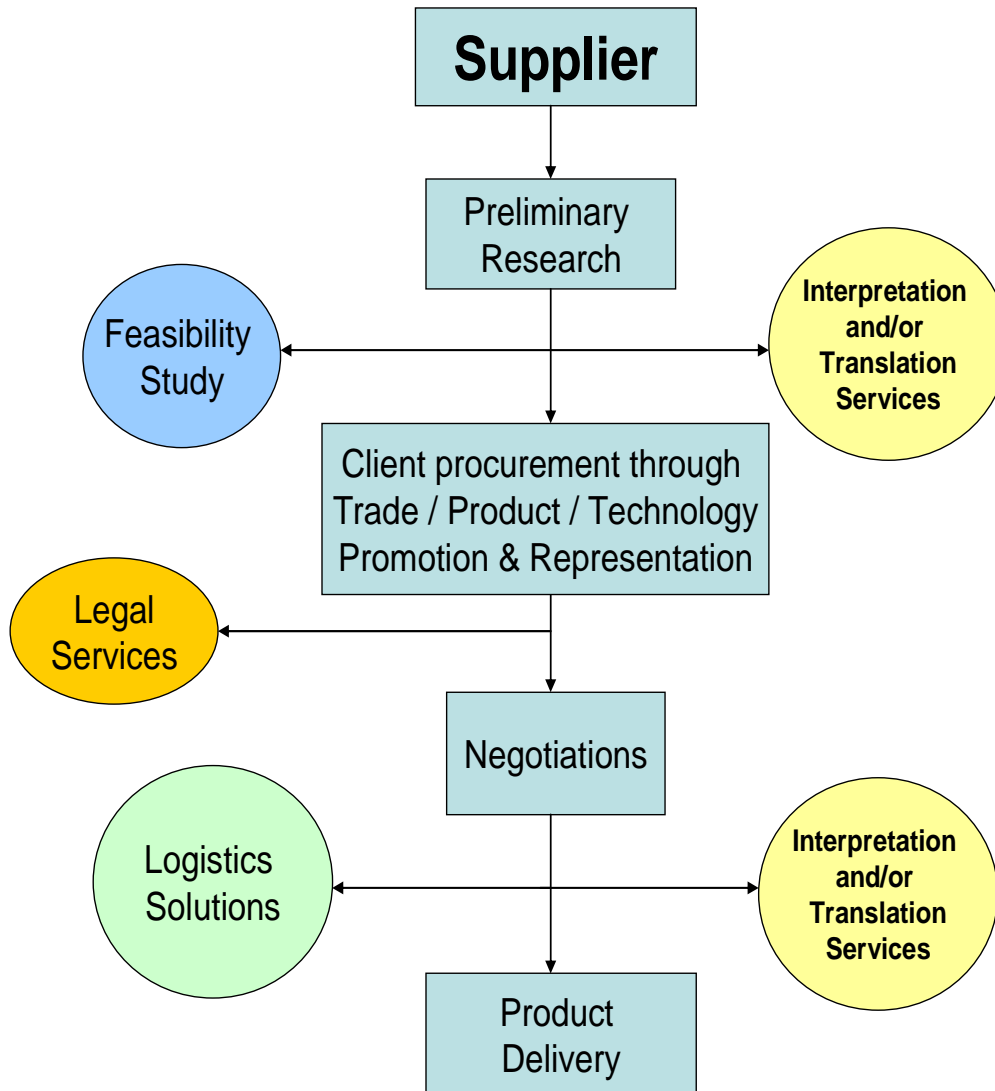 Supplier
Preliminary
Research
Feasibility
Study
Interpretation
and/or
Translation
Services
Client procurement through
Trade / Product / Technology
Promotion & Representation
Legal
Services
Negotiations
Logistics
Solutions
Interpretation
and/or
Translation
Services
Product
Delivery